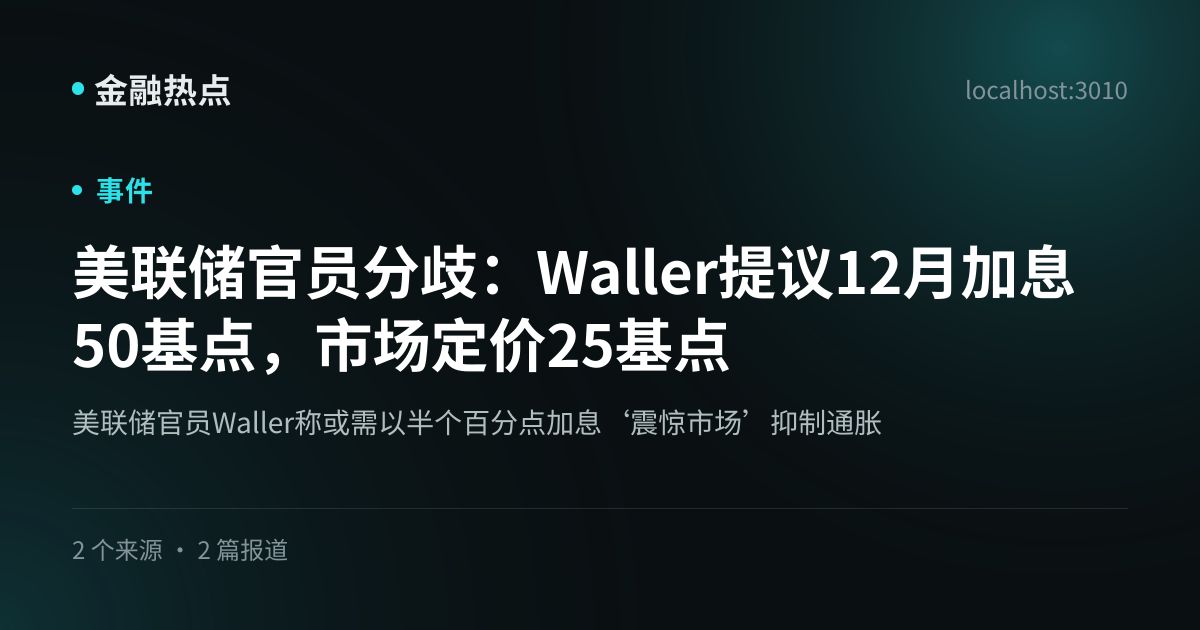 金融热点
localhost:3010
事件
美联储官员分歧：Waller提议12月加息
50基点，市场定价25基点
美联储官员Waller称或需以半个百分点加息‘震惊市场’抑制通胀
2 个来源 · 2 篇报道